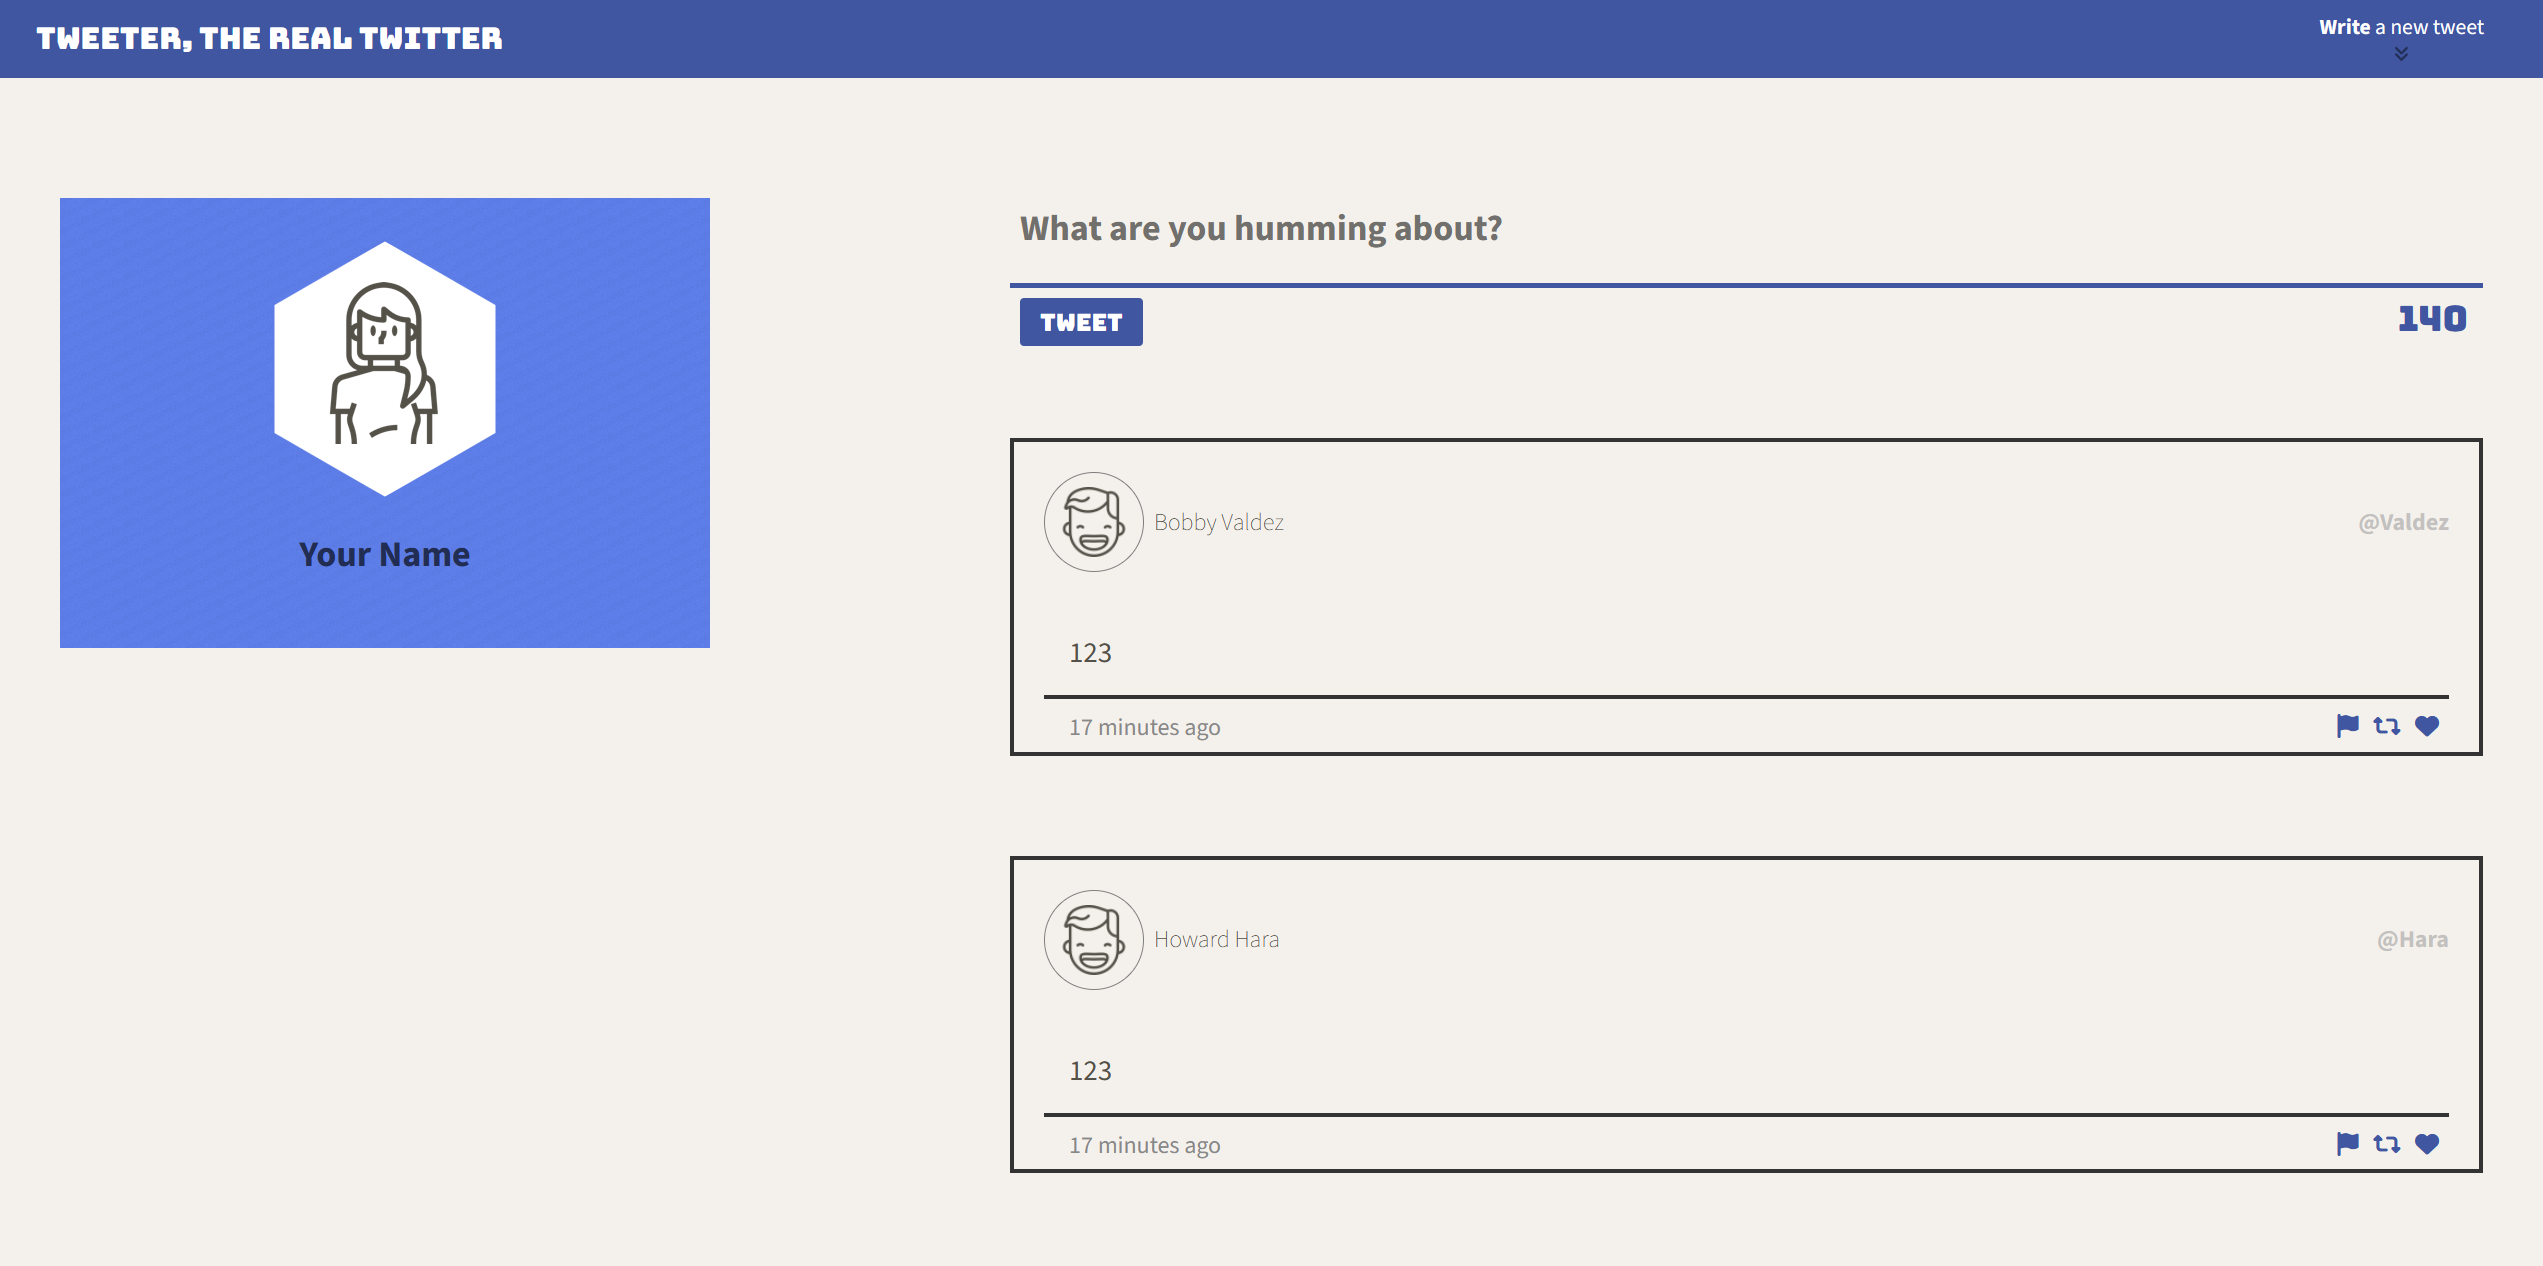 TWEETER, THE REAL TWITTER
Write a new tweet
Your Name
What are you humming about?
TWEET
140
Bobby Valdez
@Valdez
123
17 minutes ago
Howard Hara
@Hara
123
17 minutes ago